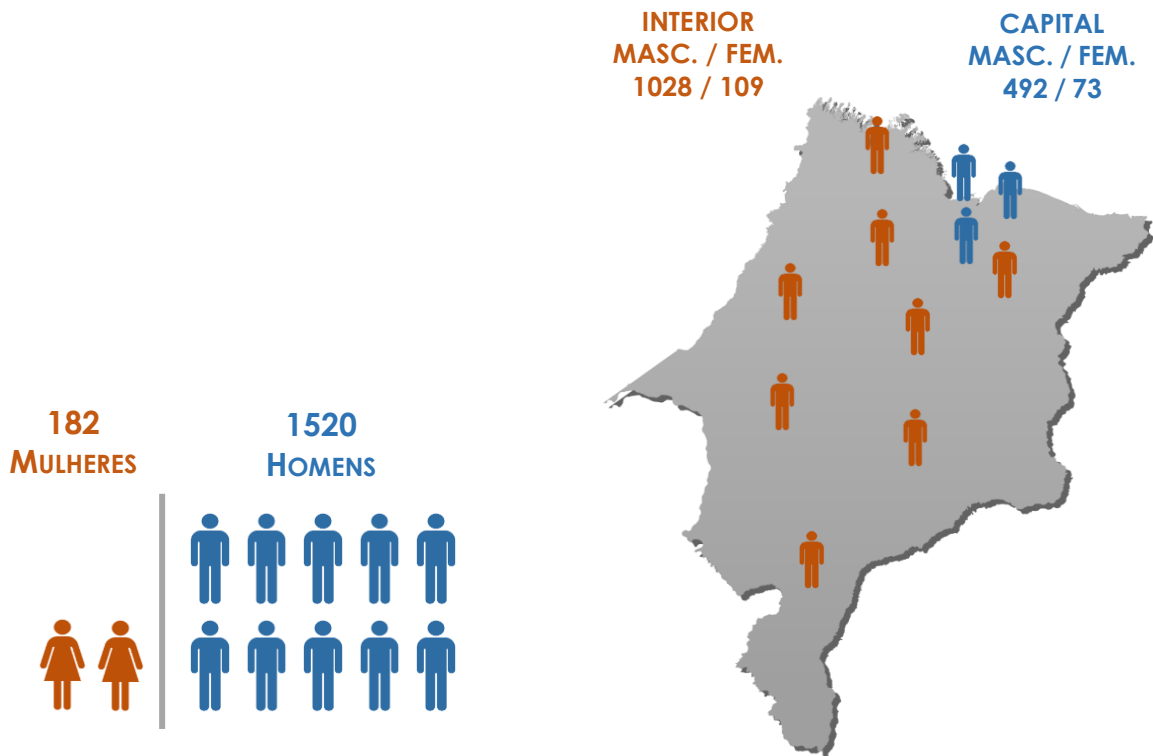 INTERIOR
MASC. / FEM.
1028 / 109
CAPITAL
MASC. / FEM.
492 / 73
182
MULHERES
1520
HOMENS